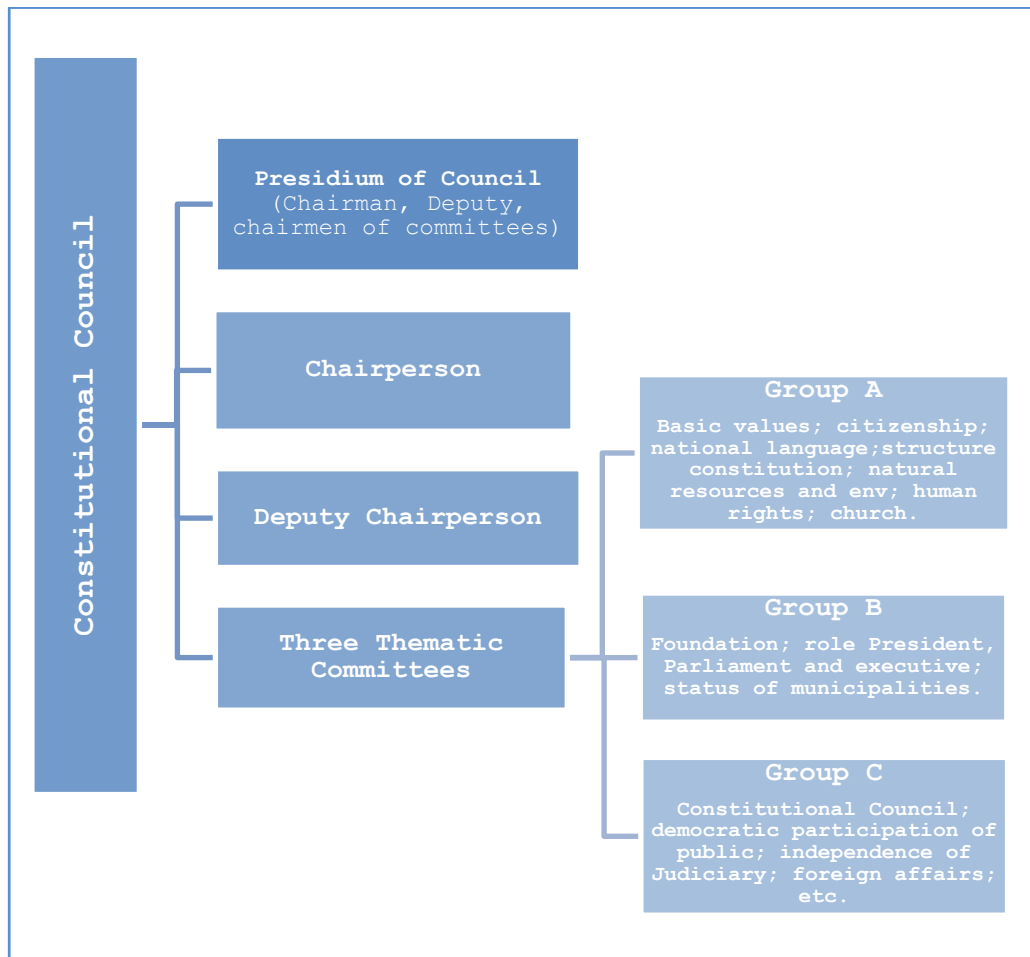 Constitutional Council
Presidium of Council
(Chairman, Deputy,
chairmen of committees)
Chairperson
Deputy Chairperson
Three Thematic
Committees
Group A
Basic values; citizenship;
national language;structure
constitution; natural
resources and env; human
rights; church.
Group B
Foundation; role President,
Parliament and executive;
status of municipalities.
Group C
Constitutional Council;
democratic participation of
public; independence of
Judiciary; foreign affairs;
etc.